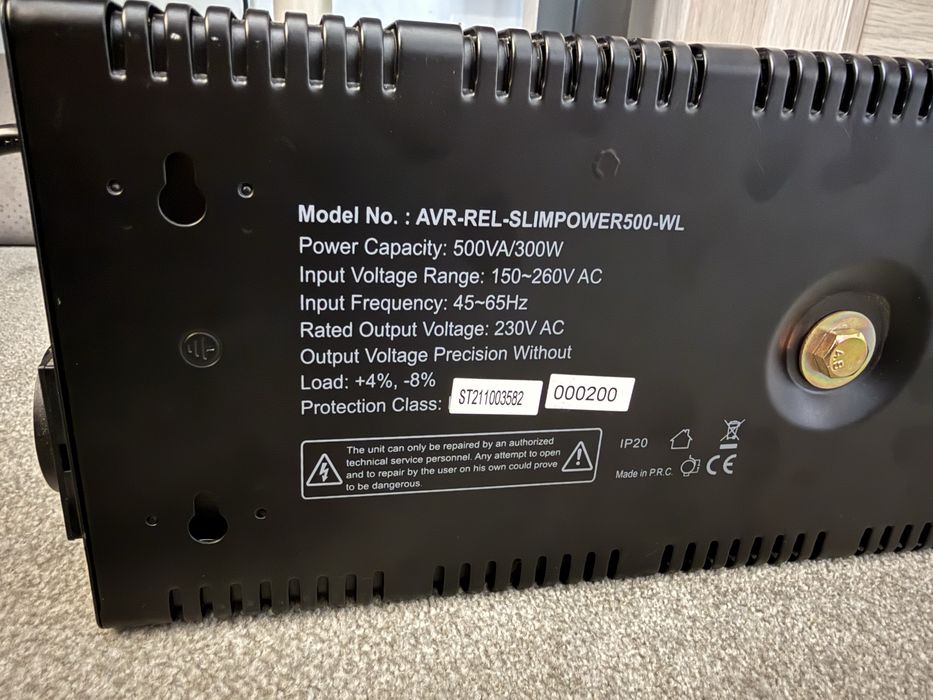 Model No. : AVR-REL-SLIMPOWER500-WL
Power Capacity: 500VA/300W
Input Voltage Range: 150~260V AC
Input Frequency: 45~65Hz
Rated Output Voltage: 230V AC
Output Voltage Precision Without
Load: +4%, -8%
Protection Class: ST211003582 000200
The unit can only be repaired by an authorized
technical service personnel. Any attempt to open
and to repair by the user on his own could prove
to be dangerous.
IP20
Made in P.R.C. CE
4.8